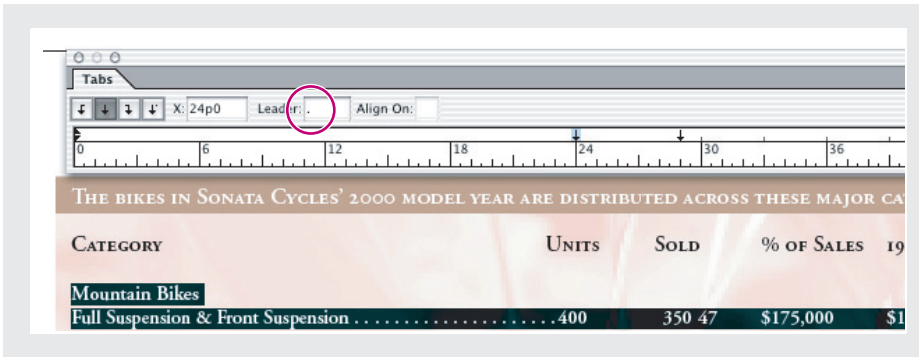 Tabs
X: 24p0 Leader: . Align On:
0 6 12 18 24 30 36
THE BIKES IN SONATA CYCLES' 2000 MODEL YEAR ARE DISTRIBUTED ACROSS THESE MAJOR CA
CATEGORY UNITS SOLD % OF SALES 19
Mountain Bikes
Full Suspension & Front Suspension . . . . . . . . . . . . . . . . . . . . . . 400 350 47 $175,000 $1